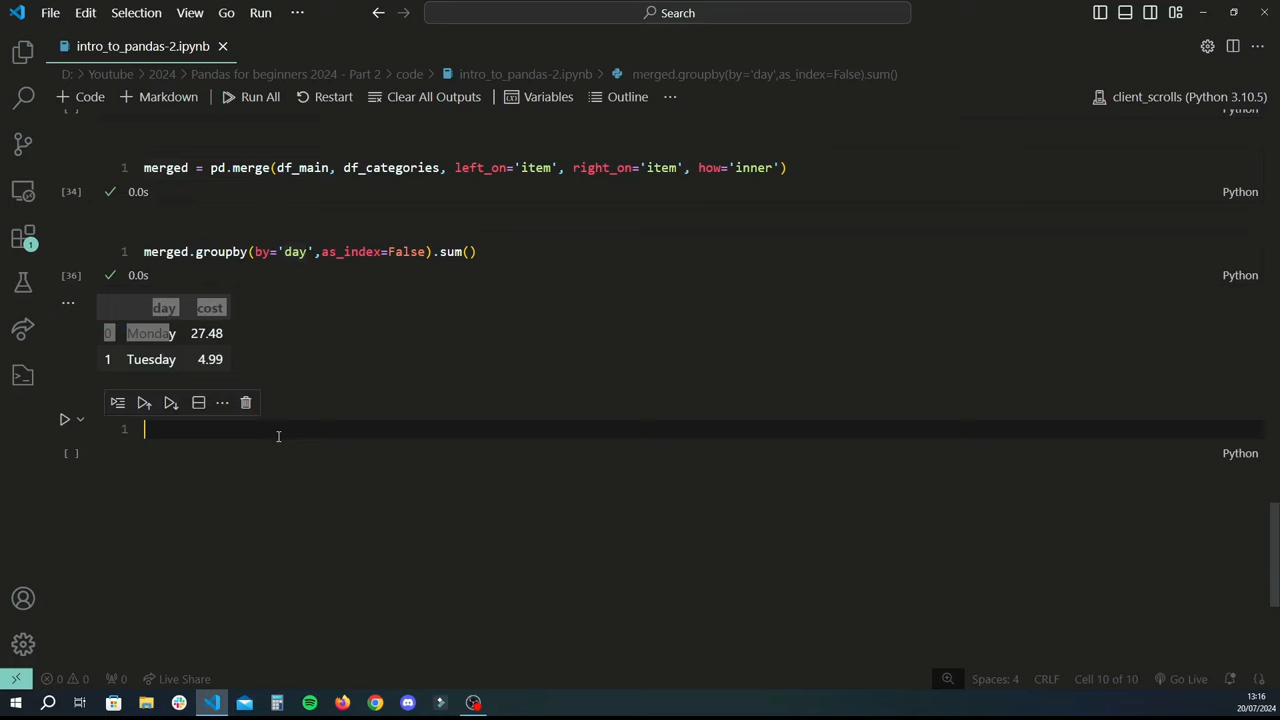 File Edit Selection View Go Run ··· Search
intro_to_pandas-2.ipynb
D: > Youtube > 2024 > Pandas for beginners 2024 - Part 2 > code > intro_to_pandas-2.ipynb > merged.groupby(by='day',as_index=False).sum()
+ Code + Markdown Run All Restart Clear All Outputs Variables Outline ··· client_scrolls (Python 3.10.5)
[ ] Python
1 merged = pd.merge(df_main, df_categories, left_on='item', right_on='item', how='inner')
[34] ✓ 0.0s Python
1 merged.groupby(by='day',as_index=False).sum()
[36] ✓ 0.0s Python
··· day cost
0 Monday 27.48
1 Tuesday 4.99
1
[ ] Python
1
0 0 0 Live Share Spaces: 4 CRLF Cell 10 of 10 Go Live
13:16
20/07/2024